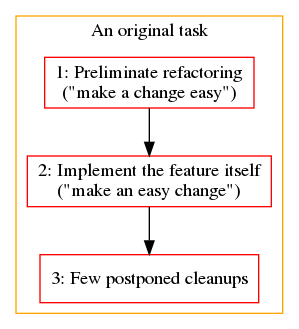 An original task
1: Preliminate refactoring
("make a change easy")
2: Implement the feature itself
("make an easy change")
3: Few postponed cleanups